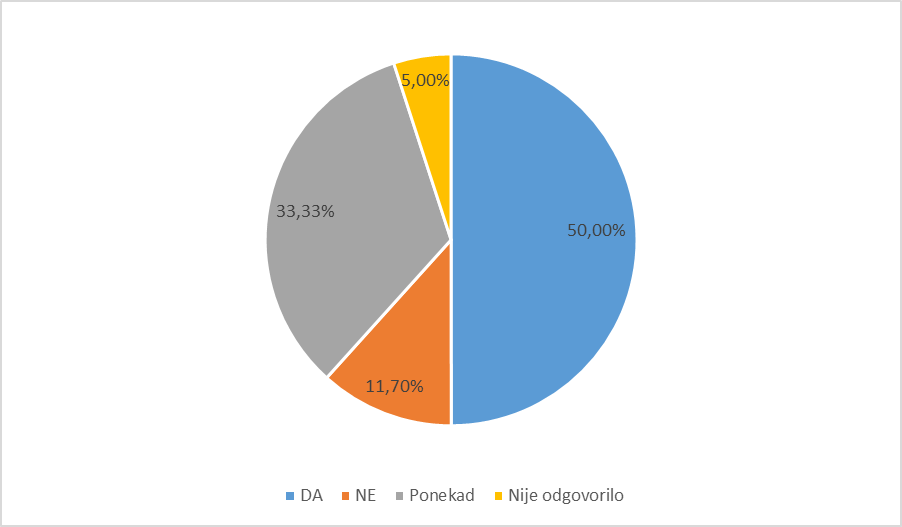 5,00%
33,33%
50,00%
11,70%
DA NE Ponekad Nije odgovorilo